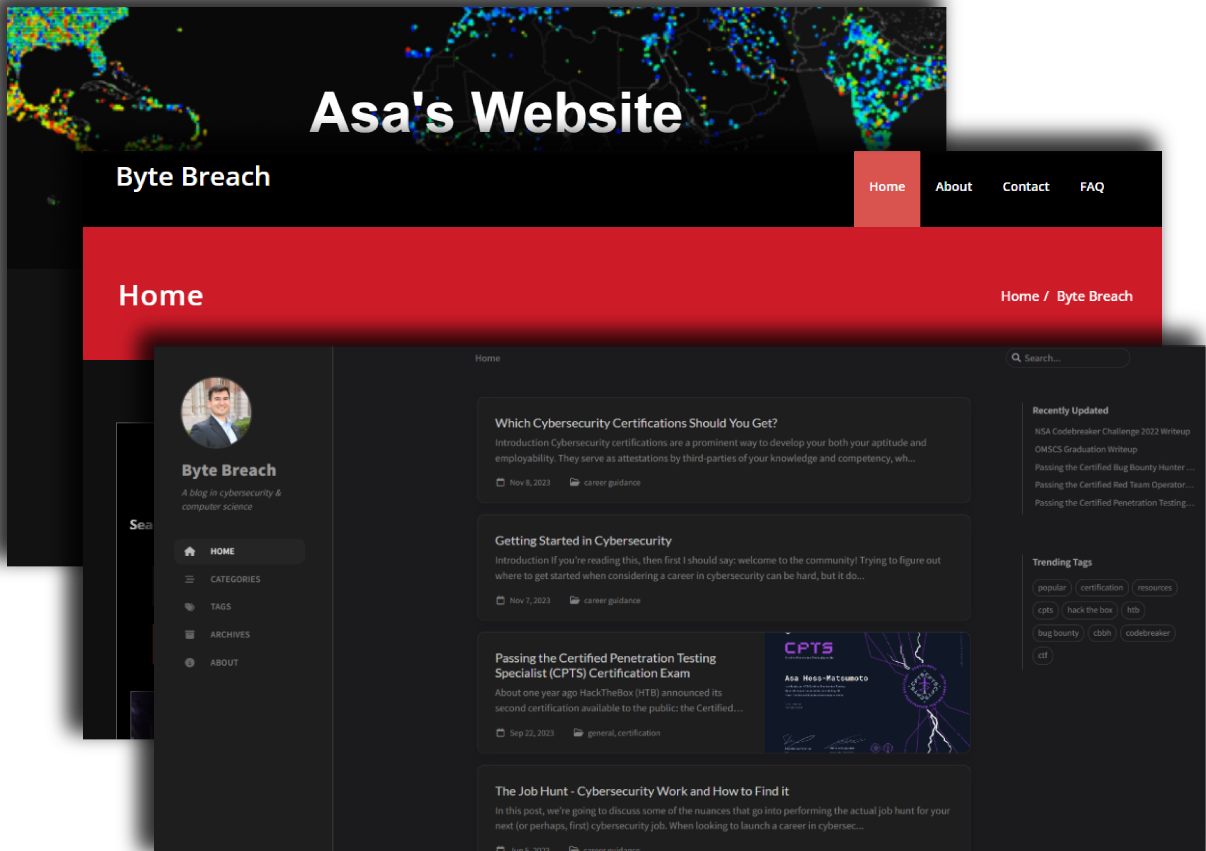 Asa's Website
Byte Breach
Home
About
Contact
FAQ
Home
Home / Byte Breach
Sea
Byte Breach
A blog in cybersecurity &
computer science
HOME
CATEGORIES
TAGS
ARCHIVES
ABOUT
Home
Search...
Which Cybersecurity Certifications Should You Get?
Introduction Cybersecurity certifications are a prominent way to develop your both your aptitude and
employability. They serve as attestations by third-parties of your knowledge and competency, wh...
Nov 8, 2023 career guidance
Getting Started in Cybersecurity
Introduction If you're reading this, then first I should say: welcome to the community! Trying to figure out
where to get started when considering a career in cybersecurity can be hard, but it do...
Nov 7, 2023 career guidance
Passing the Certified Penetration Testing
Specialist (CPTS) Certification Exam
About one year ago HackTheBox (HTB) announced its
second certification available to the public: the Certified...
Sep 22, 2023 general, certification
CPTS
Asa Hess-Matsumoto
The Job Hunt - Cybersecurity Work and How to Find it
In this post, we're going to discuss some of the nuances that go into performing the actual job hunt for your
next (or perhaps, first) cybersecurity job. When looking to launch a career in cybersec...
Jun 5, 2023 career guidance
Recently Updated
NSA Codebreaker Challenge 2022 Writeup
OMSCS Graduation Writeup
Passing the Certified Bug Bounty Hunter ...
Passing the Certified Red Team Operator...
Passing the Certified Penetration Testing...
Trending Tags
popular certification resources
cpts hack the box htb
bug bounty cbbh codebreaker
ctf